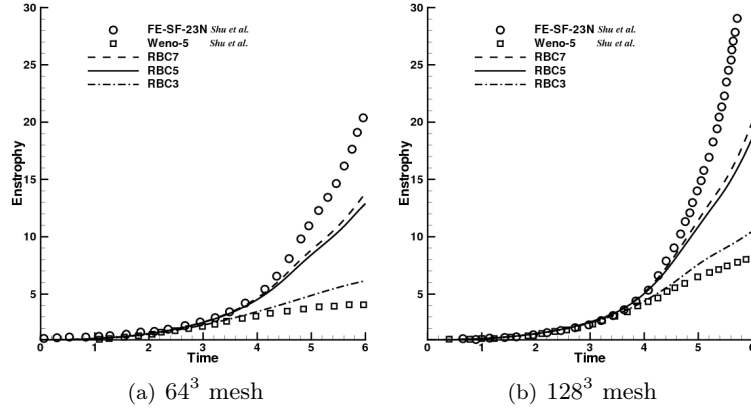 30
25
20
15
10
5
Enstrophy
FE-SF-23N Shu et al.
Weno-5 Shu et al.
RBC7
RBC5
RBC3
0 1 2 3 4 5 6
Time
(a) 64³ mesh
30
25
20
15
10
5
Enstrophy
FE-SF-23N Shu et al.
Weno-5 Shu et al.
RBC7
RBC5
RBC3
0 1 2 3 4 5 6
Time
(b) 128³ mesh